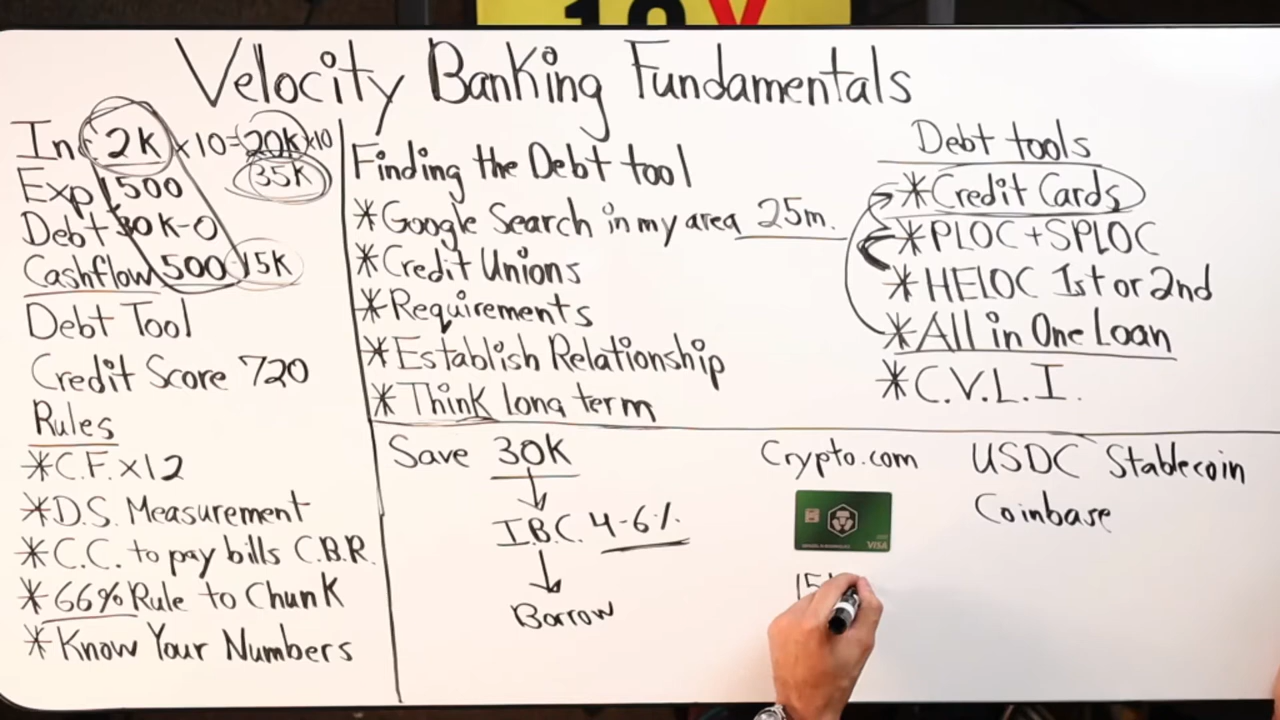 10X
Velocity Banking Fundamentals
Inc 2K x10=20K x10
35K
Exp 1500
Debt 30K-0
Cashflow 500 15K
Debt Tool
Credit Score 720
Rules
*C.F. x12
*D.S. Measurement
*C.C. to pay bills C.B.R.
*66% Rule to Chunk
*Know Your Numbers
Finding the Debt tool
*Google Search in my area 25m.
*Credit Unions
*Requirements
*Establish Relationship
*Think long term
Debt tools
*Credit Cards
*PLOC + SPLOC
*HELOC 1st or 2nd
*All in One Loan
*C.V.L.I.
Save 30K
I.B.C. 4-6%
Borrow
Crypto.com
VISA
15
USDC Stablecoin
Coinbase